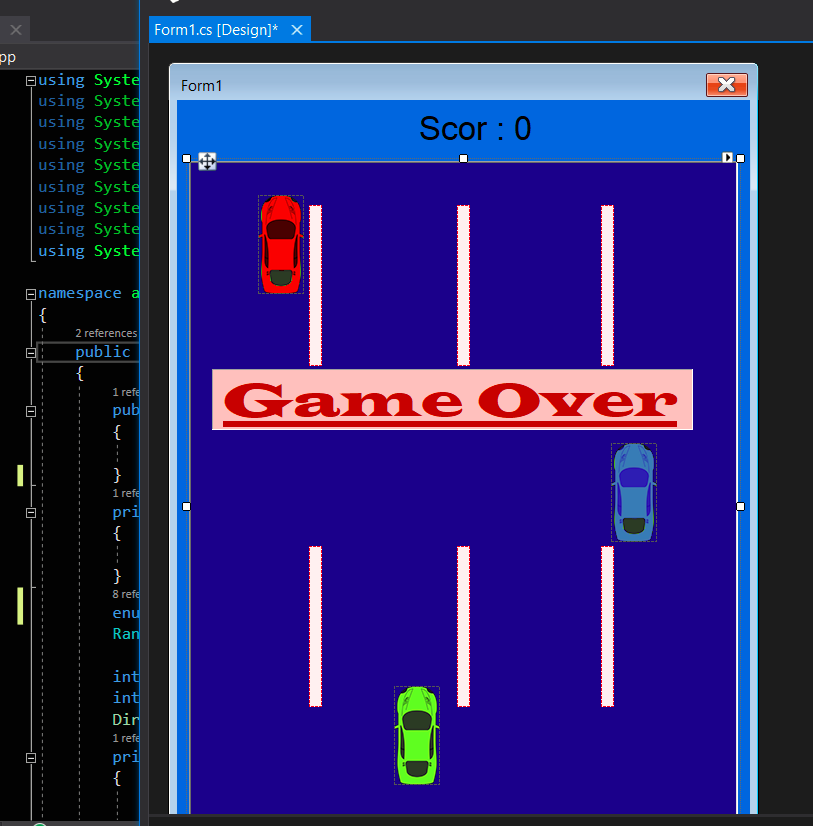 Form1.cs [Design]*
pp
using Syste
using Syste
using Syste
using Syste
using Syste
using Syste
using Syste
using Syste
using Syste
namespace a
{
2 references
public
{
1 refe
pub
{
}
1 refe
pri
{
}
8 refe
enu
Ran
int
int
Dir
1 refe
pri
{
Form1
Scor : 0
Game Over